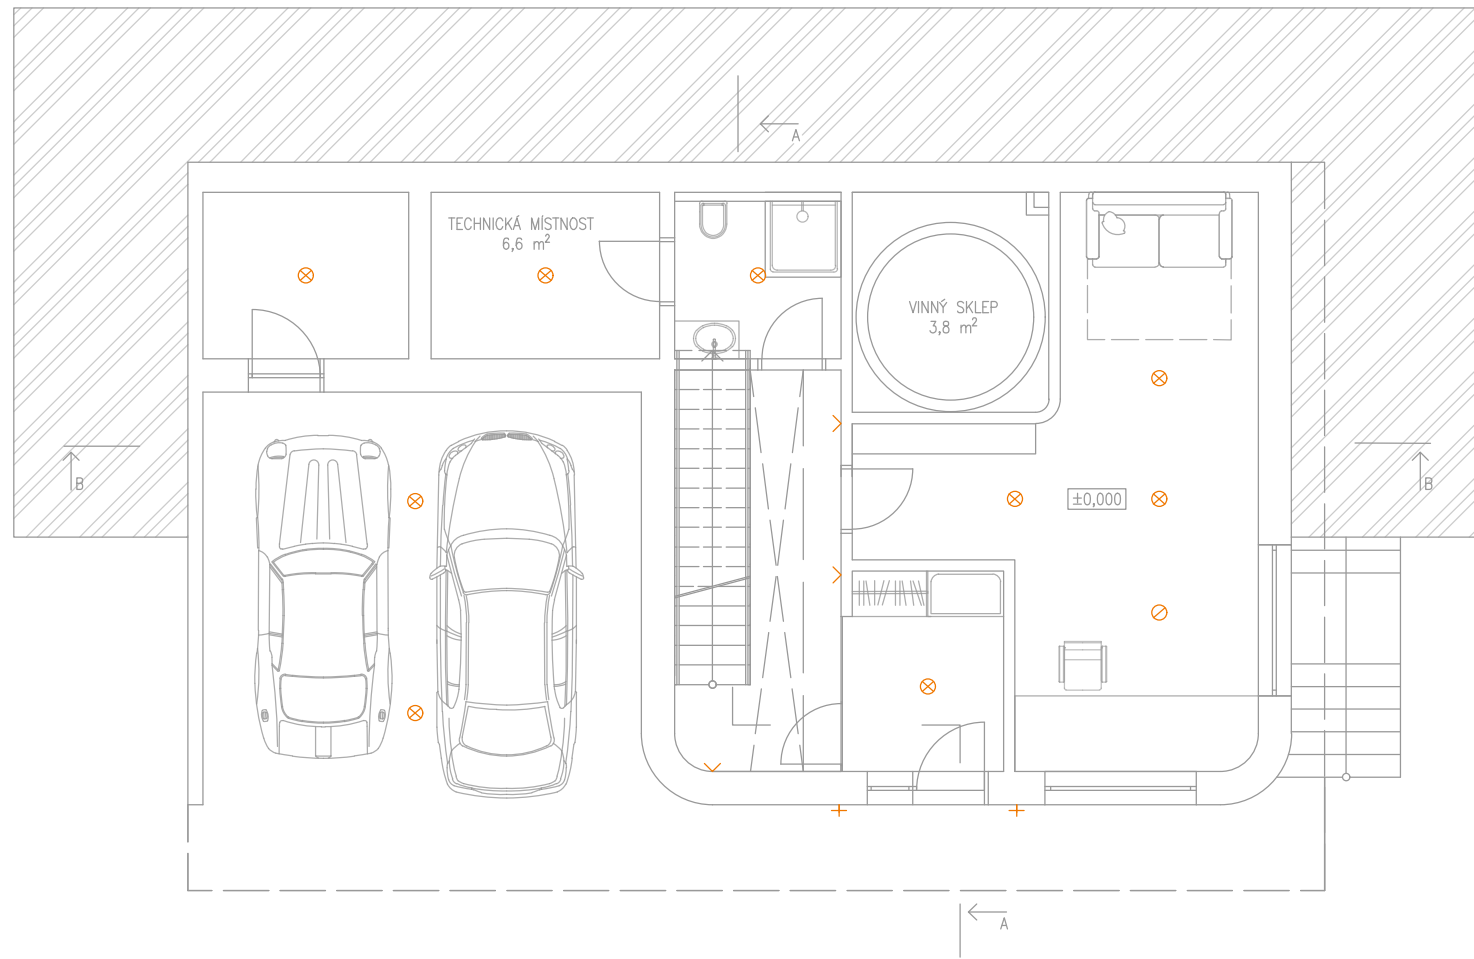 A
TECHNICKÁ MÍSTNOST
6,6 m²
VINNÝ SKLEP
3,8 m²
B
±0,000
B
A